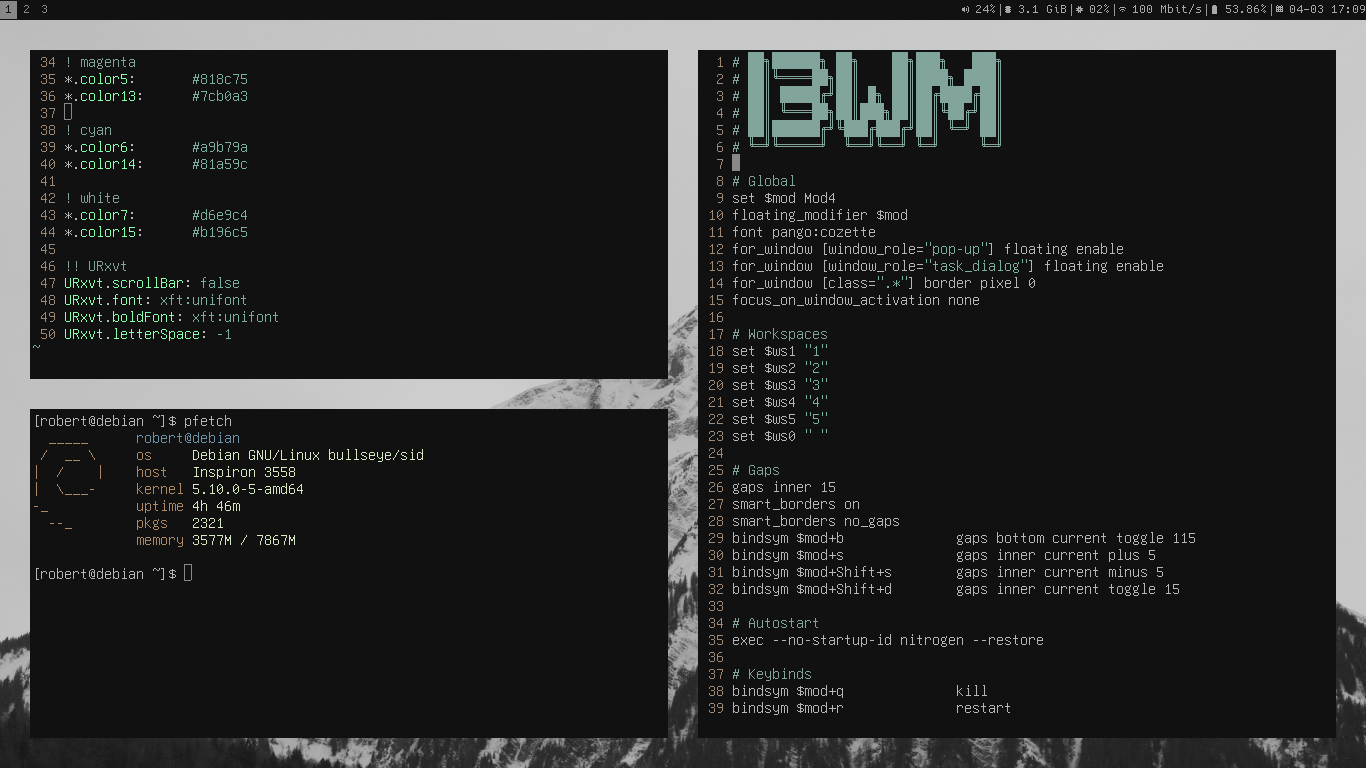 1 2 3
24%| 3.1 GiB| 02%| 100 Mbit/s| 53.86%| 04-03 17:09
34 ! magenta
35 *.color5:       #818c75
36 *.color13:      #7cb0a3
37
38 ! cyan
39 *.color6:       #a9b79a
40 *.color14:      #81a59c
41
42 ! white
43 *.color7:       #d6e9c4
44 *.color15:      #b196c5
45
46 !! URxvt
47 URxvt.scrollBar: false
48 URxvt.font: xft:unifont
49 URxvt.boldFont: xft:unifont
50 URxvt.letterSpace: -1
~
[robert@debian ~]$ pfetch
robert@debian
os     Debian GNU/Linux bullseye/sid
host   Inspiron 3558
kernel 5.10.0-5-amd64
uptime 4h 46m
pkgs   2321
memory 3577M / 7867M
[robert@debian ~]$
1 #
2 #
3 # I3WM
4 #
5 #
6 #
7
8 # Global
9 set $mod Mod4
10 floating_modifier $mod
11 font pango:cozette
12 for_window [window_role="pop-up"] floating enable
13 for_window [window_role="task_dialog"] floating enable
14 for_window [class=".*"] border pixel 0
15 focus_on_window_activation none
16
17 # Workspaces
18 set $ws1 "1"
19 set $ws2 "2"
20 set $ws3 "3"
21 set $ws4 "4"
22 set $ws5 "5"
23 set $ws0 " "
24
25 # Gaps
26 gaps inner 15
27 smart_borders on
28 smart_borders no_gaps
29 bindsym $mod+b              gaps bottom current toggle 115
30 bindsym $mod+s              gaps inner current plus 5
31 bindsym $mod+Shift+s        gaps inner current minus 5
32 bindsym $mod+Shift+d        gaps inner current toggle 15
33
34 # Autostart
35 exec --no-startup-id nitrogen --restore
36
37 # Keybinds
38 bindsym $mod+q              kill
39 bindsym $mod+r              restart